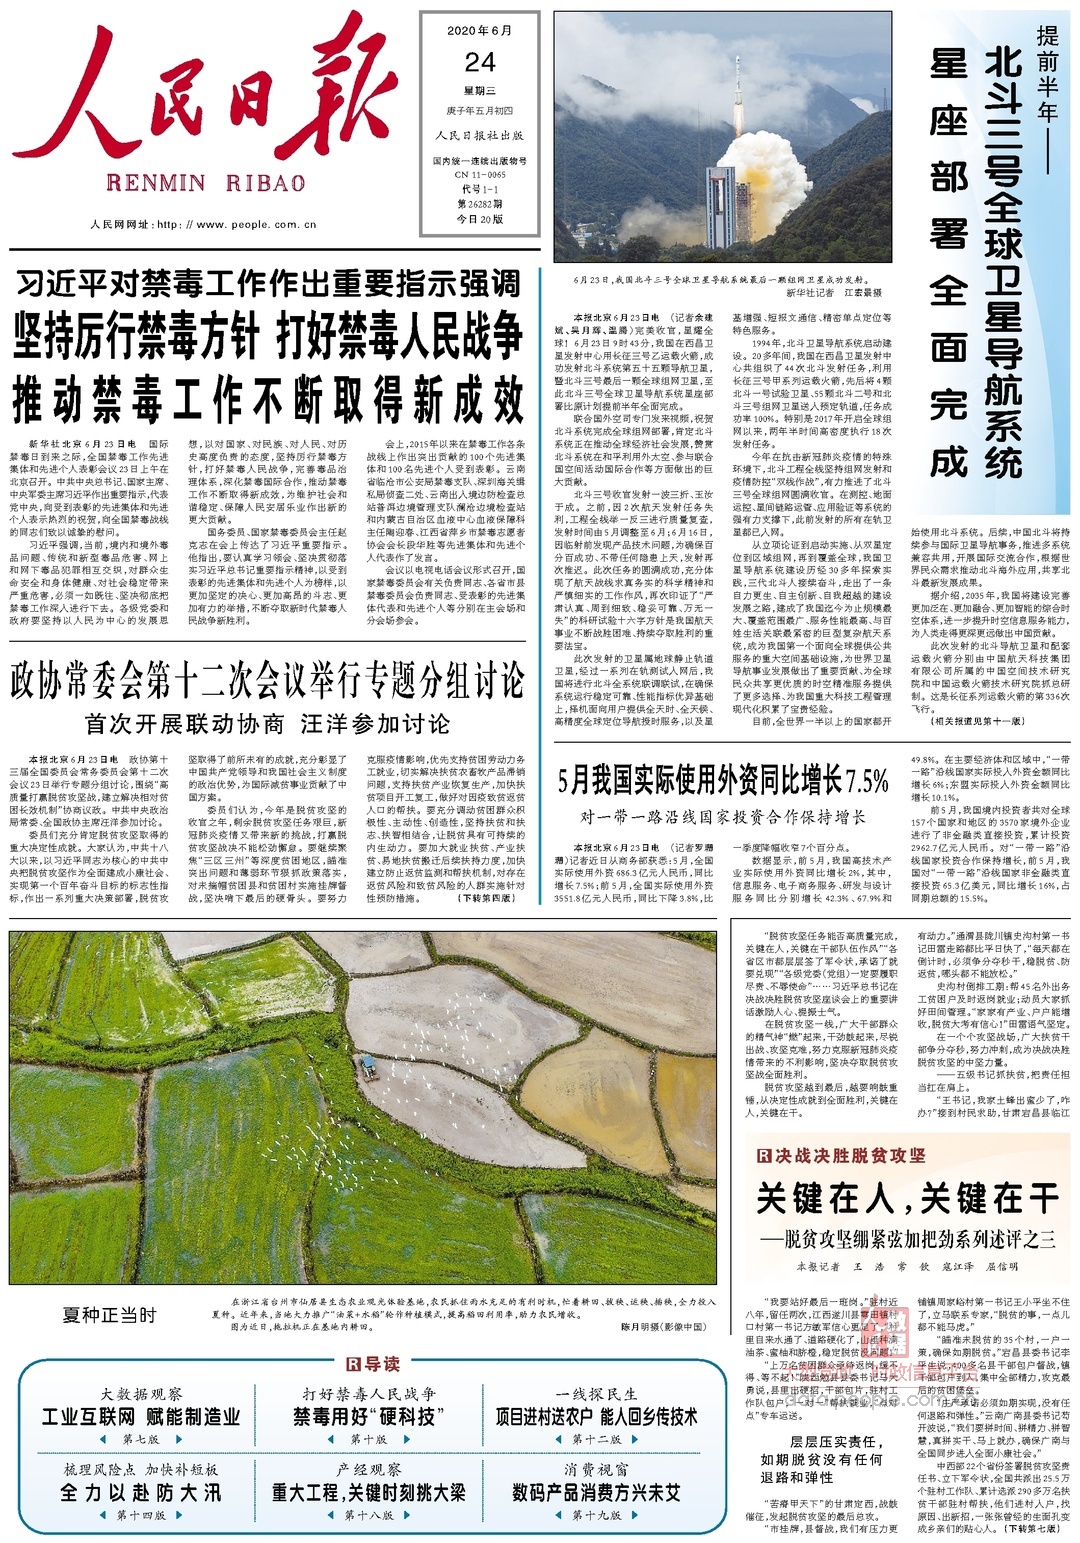 人民日报
RENMIN RIBAO
人民网网址:http://www.people.com.cn
2020年6月
24
星期三
庚子年五月初四
人民日报社出版
国内统一连续出版物号
CN 11-0065
代号1-1
第26282期
今日20版
6月23日,我国北斗三号全球卫星导航系统最后一颗组网卫星成功发射。
新华社记者 江宏景摄
提前半年——
北斗三号全球卫星导航系统
星座部署全面完成
习近平对禁毒工作作出重要指示强调
坚持厉行禁毒方针 打好禁毒人民战争
推动禁毒工作不断取得新成效
新华社北京6月23日电 国际
禁毒日到来之际,全国禁毒工作先进
集体和先进个人表彰会议23日上午在
北京召开。中共中央总书记、国家主席、
中央军委主席习近平作出重要指示,代表
党中央,向受到表彰的先进集体和先进
个人表示热烈的祝贺,向全国禁毒战线
的同志们致以诚挚的慰问。
习近平强调,当前,境内和境外毒
品问题、传统和新型毒品危害、网上
和网下毒品犯罪相互交织,对群众生
命安全和身体健康、对社会稳定带来
严重危害,必须一如既往、坚决彻底把
禁毒工作深入进行下去。各级党委和
政府要坚持以人民为中心的发展思
想,以对国家、对民族、对人民、对历
史高度负责的态度,坚持厉行禁毒方
针,打好禁毒人民战争,完善毒品治
理体系,深化禁毒国际合作,推动禁毒
工作不断取得新成效,为维护社会和
谐稳定、保障人民安居乐业作出新的
更大贡献。
国务委员、国家禁毒委员会主任赵
克志在会上传达了习近平重要指示。
他指出,要认真学习领会、坚决贯彻落
实习近平总书记重要指示精神,以受到
表彰的先进集体和先进个人为榜样,以
更加坚定的决心、更加高昂的斗志、更
加有力的举措,不断夺取新时代禁毒人
民战争新胜利。
会上,2015年以来在禁毒工作各条
战线上作出突出贡献的100个先进集
体和100名先进个人受到表彰。云南
省临沧市公安局禁毒支队、深圳海关缉
私局侦查二处、云南出入境边防检查总
站普洱边境管理支队澜沧边境检查站
和内蒙古自治区血液中心血液保障科
主任陶迎春、江西省萍乡市禁毒志愿者
协会会长段华胜等先进集体和先进个
人代表作了发言。
会议以电视电话会议形式召开,国
家禁毒委员会有关负责同志、各省市县
禁毒委员会负责同志、受表彰的先进集
体代表和先进个人等分别在主会场和
分会场参会。
政协常委会第十二次会议举行专题分组讨论
首次开展联动协商 汪洋参加讨论
本报北京6月23日电 政协第十
三届全国委员会常务委员会第十二次
会议23日举行专题分组讨论,围绕“高
质量打赢脱贫攻坚战,建立解决相对贫
困长效机制”协商议政。中共中央政治
局常委、全国政协主席汪洋参加讨论。
委员们充分肯定脱贫攻坚取得的
重大决定性成就。大家认为,中共十八
大以来,以习近平同志为核心的中共中
央把脱贫攻坚作为全面建成小康社会、
实现第一个百年奋斗目标的标志性指
标,作出一系列重大决策部署,脱贫攻
坚取得了前所未有的成就,充分彰显了
中国共产党领导和我国社会主义制度
的政治优势,为国际减贫事业贡献了中
国方案。
委员们认为,今年是脱贫攻坚的
收官之年,剩余脱贫攻坚任务艰巨,新
冠肺炎疫情又带来新的挑战,打赢脱
贫攻坚战决不能松劲懈怠。要继续聚
焦“三区三州”等深度贫困地区,瞄准
突出问题和薄弱环节狠抓政策落实,
对未摘帽贫困县和贫困村实施挂牌督
战,坚决啃下最后的硬骨头。要努力
克服疫情影响,优先支持贫困劳动力务
工就业,切实解决扶贫农畜牧产品滞销
问题,支持扶贫产业恢复生产,加快扶
贫项目开工复工,做好对因疫致贫返贫
人口的帮扶。要充分调动贫困群众积
极性、主动性、创造性,坚持扶贫和扶
志、扶智相结合,让脱贫具有可持续的
内生动力。要加大就业扶贫、产业扶
贫、易地扶贫搬迁后续扶持力度,加快
建立防止返贫监测和帮扶机制,对存在
返贫风险和致贫风险的人群实施针对
性预防措施。 (下转第四版)
本报北京6月23日电 (记者余建
斌、吴月辉、温腾)完美收官,星耀全
球!6月23日9时43分,我国在西昌卫
星发射中心用长征三号乙运载火箭,成
功发射北斗系统第五十五颗导航卫星,
暨北斗三号最后一颗全球组网卫星,至
此北斗三号全球卫星导航系统星座部
署比原计划提前半年全面完成。
联合国外空司专门发来视频,祝贺
北斗系统完成全球组网部署,肯定北斗
系统正在推动全球经济社会发展,赞赏
北斗系统在和平利用外太空、参与联合
国空间活动国际合作等方面做出的巨
大贡献。
北斗三号收官发射一波三折、玉汝
于成。之前,因2次航天发射任务失
利,工程全线举一反三进行质量复查,
发射时间由5月调整至6月;6月16日,
因临射前发现产品技术问题,为确保百
分百成功、不带任何隐患上天,发射再
次推迟。此次任务的圆满成功,充分体
现了航天战线求真务实的科学精神和
严慎细实的工作作风,再次印证了“严
肃认真、周到细致、稳妥可靠、万无一
失”的科研试验十六字方针是我国航天
事业不断战胜困难、持续夺取胜利的重
要法宝。
此次发射的卫星属地球静止轨道
卫星,经过一系列在轨测试入网后,我
国将进行北斗全系统联调联试,在确保
系统运行稳定可靠、性能指标优异基础
上,择机面向用户提供全天时、全天候、
高精度全球定位导航授时服务,以及星
基增强、短报文通信、精密单点定位等
特色服务。
1994年,北斗卫星导航系统启动建
设。20多年间,我国在西昌卫星发射中
心共组织了44次北斗发射任务,利用
长征三号甲系列运载火箭,先后将4颗
北斗一号试验卫星、55颗北斗二号和北
斗三号组网卫星送入预定轨道,任务成
功率100%。特别是2017年开启全球组
网以来,两年半时间高密度执行18次
发射任务。
今年在抗击新冠肺炎疫情的特殊
环境下,北斗工程全线坚持组网发射和
疫情防控“双线作战”,有力推进了北斗
三号全球组网圆满收官。在测控、地面
运控、星间链路运管、应用验证等系统的
强有力支撑下,此前发射的所有在轨卫
星都已入网。
从立项论证到启动实施、从双星定
位到区域组网,再到覆盖全球,我国卫
星导航系统建设历经30多年探索实
践,三代北斗人接续奋斗,走出了一条
自力更生、自主创新、自我超越的建设
发展之路,建成了我国迄今为止规模最
大、覆盖范围最广、服务性能最高、与百
姓生活关联最紧密的巨型复杂航天系
统,成为我国第一个面向全球提供公共
服务的重大空间基础设施,为世界卫星
导航事业发展做出了重要贡献、为全球
民众共享更优质的时空精准服务提供
了更多选择、为我国重大科技工程管理
现代化积累了宝贵经验。
目前,全世界一半以上的国家都开
始使用北斗系统。后续,中国北斗将持
续参与国际卫星导航事务,推进多系统
兼容共用,开展国际交流合作,根据世
界民众需求推动北斗海外应用,共享北
斗最新发展成果。
据介绍,2035年,我国将建设完善
更加泛在、更加融合、更加智能的综合时
空体系,进一步提升时空信息服务能力,
为人类走得更深更远做出中国贡献。
此次发射的北斗导航卫星和配套
运载火箭分别由中国航天科技集团
有限公司所属的中国空间技术研究
院和中国运载火箭技术研究院抓总研
制。这是长征系列运载火箭的第336次
飞行。
(相关报道见第十一版)
5月我国实际使用外资同比增长7.5%
对一带一路沿线国家投资合作保持增长
本报北京6月23日电 (记者罗珊
珊)记者近日从商务部获悉:5月,全国
实际使用外资686.3亿元人民币,同比
增长7.5%;前5月,全国实际使用外资
3551.8亿元人民币,同比下降3.8%,比
一季度降幅收窄7个百分点。
数据显示,前5月,我国高技术产
业实际使用外资同比增长2%,其中,
信息服务、电子商务服务、研发与设计
服务同比分别增长42.3%、67.9%和
49.8%。在主要经济体和区域中,“一带
一路”沿线国家实际投入外资金额同比
增长6%;东盟实际投入外资金额同比
增长10.1%。
前5月,我国境内投资者共对全球
157个国家和地区的3570家境外企业
进行了非金融类直接投资,累计投资
2962.7亿元人民币。对“一带一路”沿
线国家投资合作保持增长,前5月,我
国对“一带一路”沿线国家非金融类直
接投资65.3亿美元,同比增长16%,占
同期总额的15.5%。
夏种正当时
在浙江省台州市仙居县生态农业观光体验基地,农民抓住雨水充足的有利时机,忙着耕田、拔秧、运秧、插秧,全力投入
夏种。近年来,当地大力推广“油菜+水稻”轮作种植模式,提高稻田利用率,助力农民增收。
图为近日,拖拉机正在基地内耕田。
陈月明摄(影像中国)
“脱贫攻坚任务能否高质量完成,
关键在人,关键在干部队伍作风”“各
省区市都层层签了军令状,承诺了就
要兑现”“各级党委(党组)一定要履职
尽责、不辱使命”……习近平总书记在
决战决胜脱贫攻坚座谈会上的重要讲
话激励人心、提振士气。
在脱贫攻坚一线,广大干部群众
的精气神“燃”起来,干劲鼓起来,尽锐
出战、攻坚克难,努力克服新冠肺炎疫
情带来的不利影响,坚决夺取脱贫攻
坚战全面胜利。
脱贫攻坚越到最后,越要响鼓重
锤,从决定性成就到全面胜利,关键在
人,关键在干。
有动力。”通渭县陇川镇史沟村第一书
记田雷走路都比平日快了,“每天都在
倒计时,必须争分夺秒干,稳脱贫、防
返贫,哪头都不能放松。”
史沟村倒排工期:帮45名外出务
工贫困户及时返岗就业;动员大家抓
好田间管理。“家家有产业、户户能增
收,脱贫大考有信心!”田雷语气坚定。
在一个个攻坚战场,广大扶贫干
部争分夺秒,努力冲刺,成为决战决胜
脱贫攻坚的中坚力量。
——五级书记抓扶贫,把责任担
当扛在肩上。
“王书记,我家土蜂出蜜少了,咋
办?”接到村民求助,甘肃宕昌县临江
决战决胜脱贫攻坚
关键在人,关键在干
——脱贫攻坚绷紧弦加把劲系列述评之三
本报记者 王浩 常钦 寇江泽 屈信明
“我要站好最后一班岗。”驻村近
八年,留任两次,江西遂川县
口村第一书记方敏军信心更足
里自来水通了、道路硬化了,山
油茶、蜜柚和脐橙,稳定脱贫没问题。
“上万名贫困群众亟待返岗,缓不
得、等不起!”陕西勉县县委书记
勇说,县里出硬招,干部包片,驻村工
作队包户,“一对一”帮扶就业,“点对
点”专车运送。
层层压实责任,
如期脱贫没有任何
退路和弹性
“苦瘠甲天下”的甘肃定西,战鼓
催征,发起脱贫攻坚的最后总攻。
“市挂牌,县督战,我们有压力更
铺镇周家峪村第一书记王小平坐不住
了,立马联系专家,“脱贫的事,一点儿
都不能马虎。”
“瞄准未脱贫的35个村,一户一
策,确保如期脱贫。”宕昌县委书记李
平生说,400多名县干部包户督战,镇
干部包户到人,集中全部精力,攻克最
后的贫困堡垒。
“庄严承诺必须如期实现,没有任
何退路和弹性。”云南广南县委书记苟
开波说,“我们要拼时间、拼精力、拼智
慧,真拼实干、马上就办,确保广南与
全国同步进入全面小康社会。”
中西部22个省份签署脱贫攻坚责
任书、立下军令状,全国共派出25.5万
个驻村工作队、累计选派290多万名扶
贫干部驻村帮扶,他们进村入户,找
原因、出新招,一张张曾经的生面孔变
成乡亲们的贴心人。(下转第七版)
data.people.com.cn
导读
大数据观察
工业互联网 赋能制造业
第七版
打好禁毒人民战争
禁毒用好“硬科技”
第十版
一线探民生
项目进村送农户 能人回乡传技术
第十二版
梳理风险点 加快补短板
全力以赴防大汛
第十四版
产经观察
重大工程,关键时刻挑大梁
第十八版
消费视窗
数码产品消费方兴未艾
第十九版